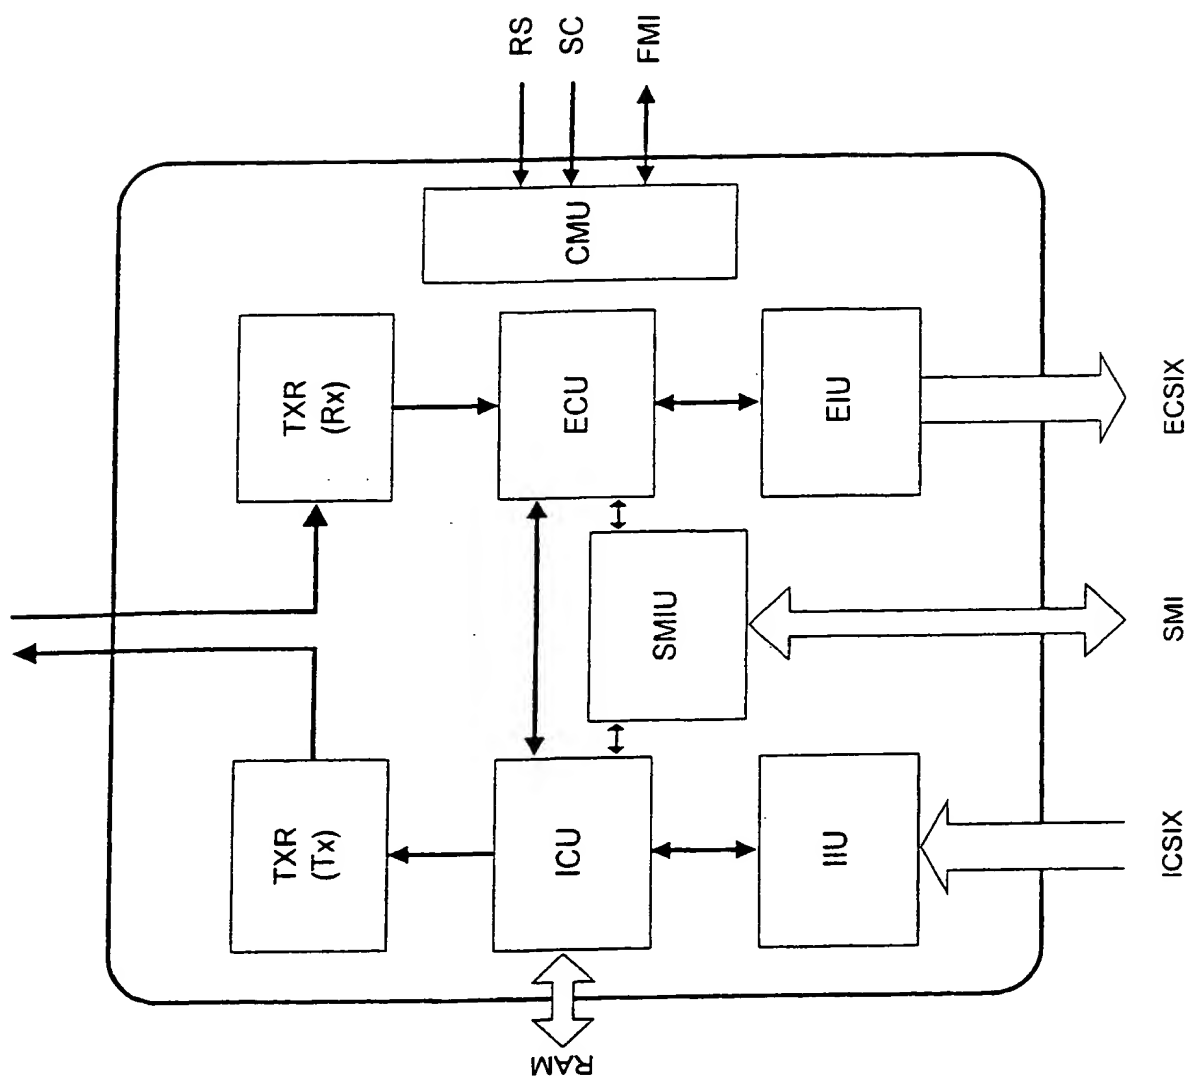 RS
SC
FMI
CMU
TXR
(Rx)
ECU
EIU
ECSIX
SMIU
SMI
TXR
(Tx)
ICU
IIU
ICSIX
RAM